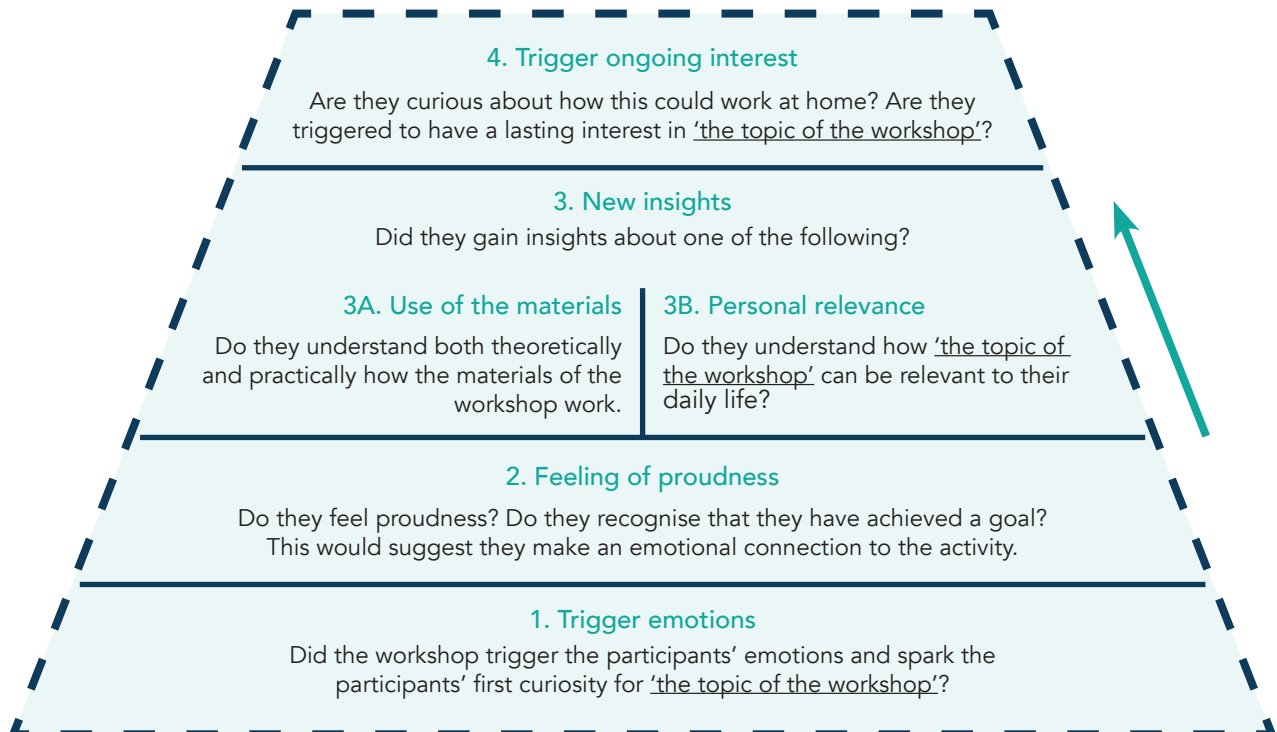 4. Trigger ongoing interest
Are they curious about how this could work at home? Are they
triggered to have a lasting interest in ‘the topic of the workshop’?
3. New insights
Did they gain insights about one of the following?
3A. Use of the materials
Do they understand both theoretically
and practically how the materials of the
workshop work.
3B. Personal relevance
Do they understand how ‘the topic of
the workshop’ can be relevant to their
daily life?
2. Feeling of proudness
Do they feel proudness? Do they recognise that they have achieved a goal?
This would suggest they make an emotional connection to the activity.
1. Trigger emotions
Did the workshop trigger the participants’ emotions and spark the
participants’ first curiosity for ‘the topic of the workshop’?